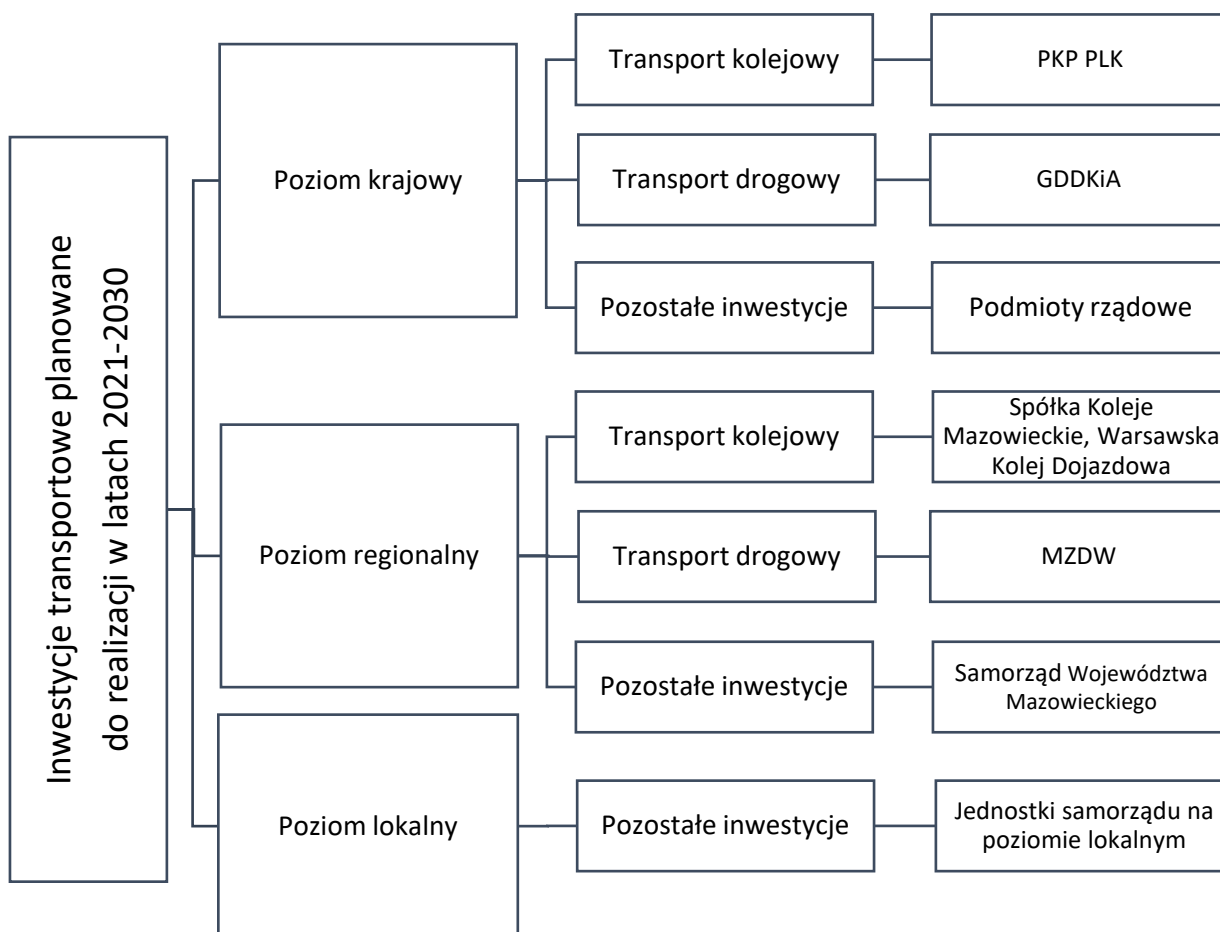 Inwestycje transportowe planowane
do realizacji w latach 2021-2030
Poziom krajowy
Transport kolejowy
PKP PLK
Transport drogowy
GDDKiA
Pozostałe inwestycje
Podmioty rządowe
Poziom regionalny
Transport kolejowy
Spółka Koleje
Mazowieckie, Warsawska
Kolej Dojazdowa
Transport drogowy
MZDW
Pozostałe inwestycje
Samorząd Województwa
Mazowieckiego
Poziom lokalny
Pozostałe inwestycje
Jednostki samorządu na
poziomie lokalnym